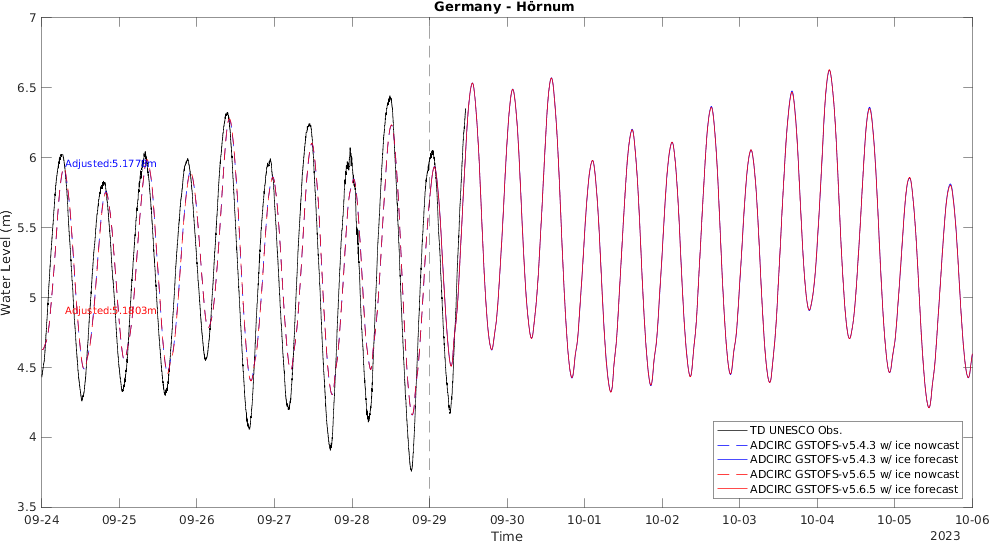 Germany - Hörnum
7
6.5
6
5.5
5
4.5
4
3.5
Water Level (m)
Adjusted:5.1778m
Adjusted:5.1803m
TD UNESCO Obs.
ADCIRC GSTOFS-v5.4.3 w/ ice nowcast
ADCIRC GSTOFS-v5.4.3 w/ ice forecast
ADCIRC GSTOFS-v5.6.5 w/ ice nowcast
ADCIRC GSTOFS-v5.6.5 w/ ice forecast
09-24 09-25 09-26 09-27 09-28 09-29 09-30 10-01 10-02 10-03 10-04 10-05 10-06
Time
2023